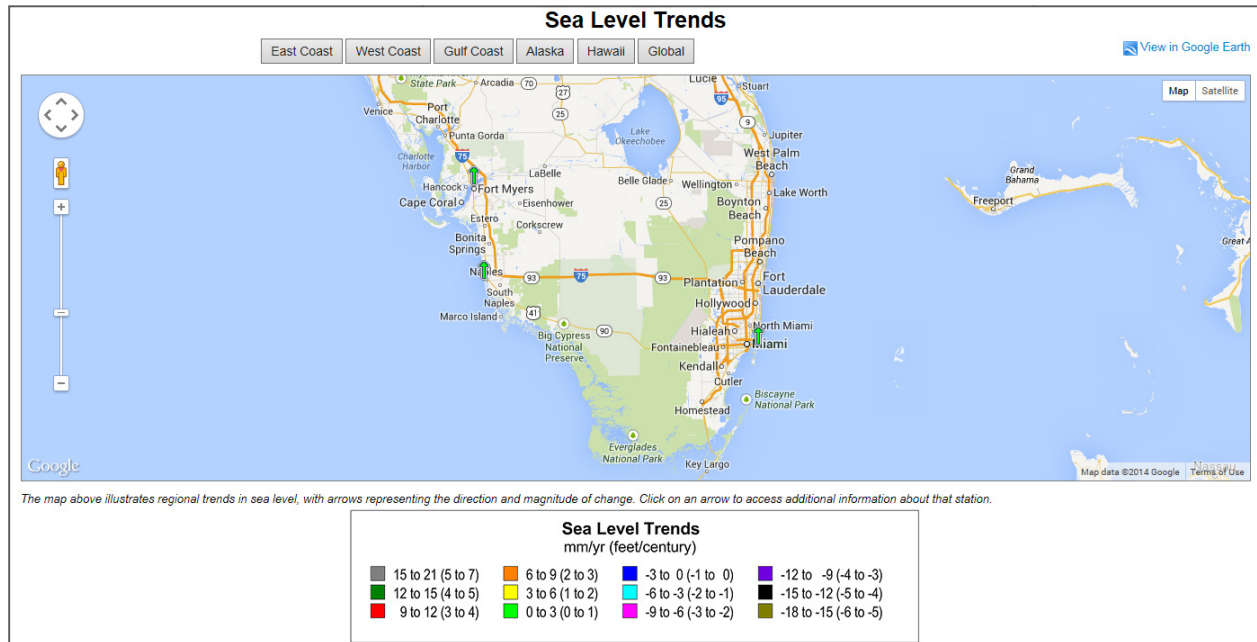 Sea Level Trends
East Coast West Coast Gulf Coast Alaska Hawaii Global
View in Google Earth
Map Satellite
State Park
Arcadia
70
27
Lucie
95
Stuart
Venice
Port
Charlotte
25
9
Punta Gorda
Lake
Okeechobee
Jupiter
Charlotte
Harbor
75
West Palm
Beach
LaBelle
Belle Glade
Wellington
Grand
Bahama
Hancock
Fort Myers
Lake Worth
Cape Coral
Eisenhower
25
Boynton
Beach
Freeport
Estero
Corkscrew
Bonita
Springs
Pompano
Beach
Great A
Naples
93
75
93
Plantation
Fort
Lauderdale
South
Naples
Hollywood
Marco Island
41
North Miami
Big Cypress
National
Preserve
90
Hialeah
Fontainebleau
Miami
Kendall
Cutler
Biscayne
National Park
Homestead
Everglades
National Park
Key Largo
Google
Nassau
Map data ©2014 Google Terms of Use
The map above illustrates regional trends in sea level, with arrows representing the direction and magnitude of change. Click on an arrow to access additional information about that station.
Sea Level Trends
mm/yr (feet/century)
15 to 21 (5 to 7) 6 to 9 (2 to 3) -3 to 0 (-1 to 0) -12 to -9 (-4 to -3)
12 to 15 (4 to 5) 3 to 6 (1 to 2) -6 to -3 (-2 to -1) -15 to -12 (-5 to -4)
9 to 12 (3 to 4) 0 to 3 (0 to 1) -9 to -6 (-3 to -2) -18 to -15 (-6 to -5)